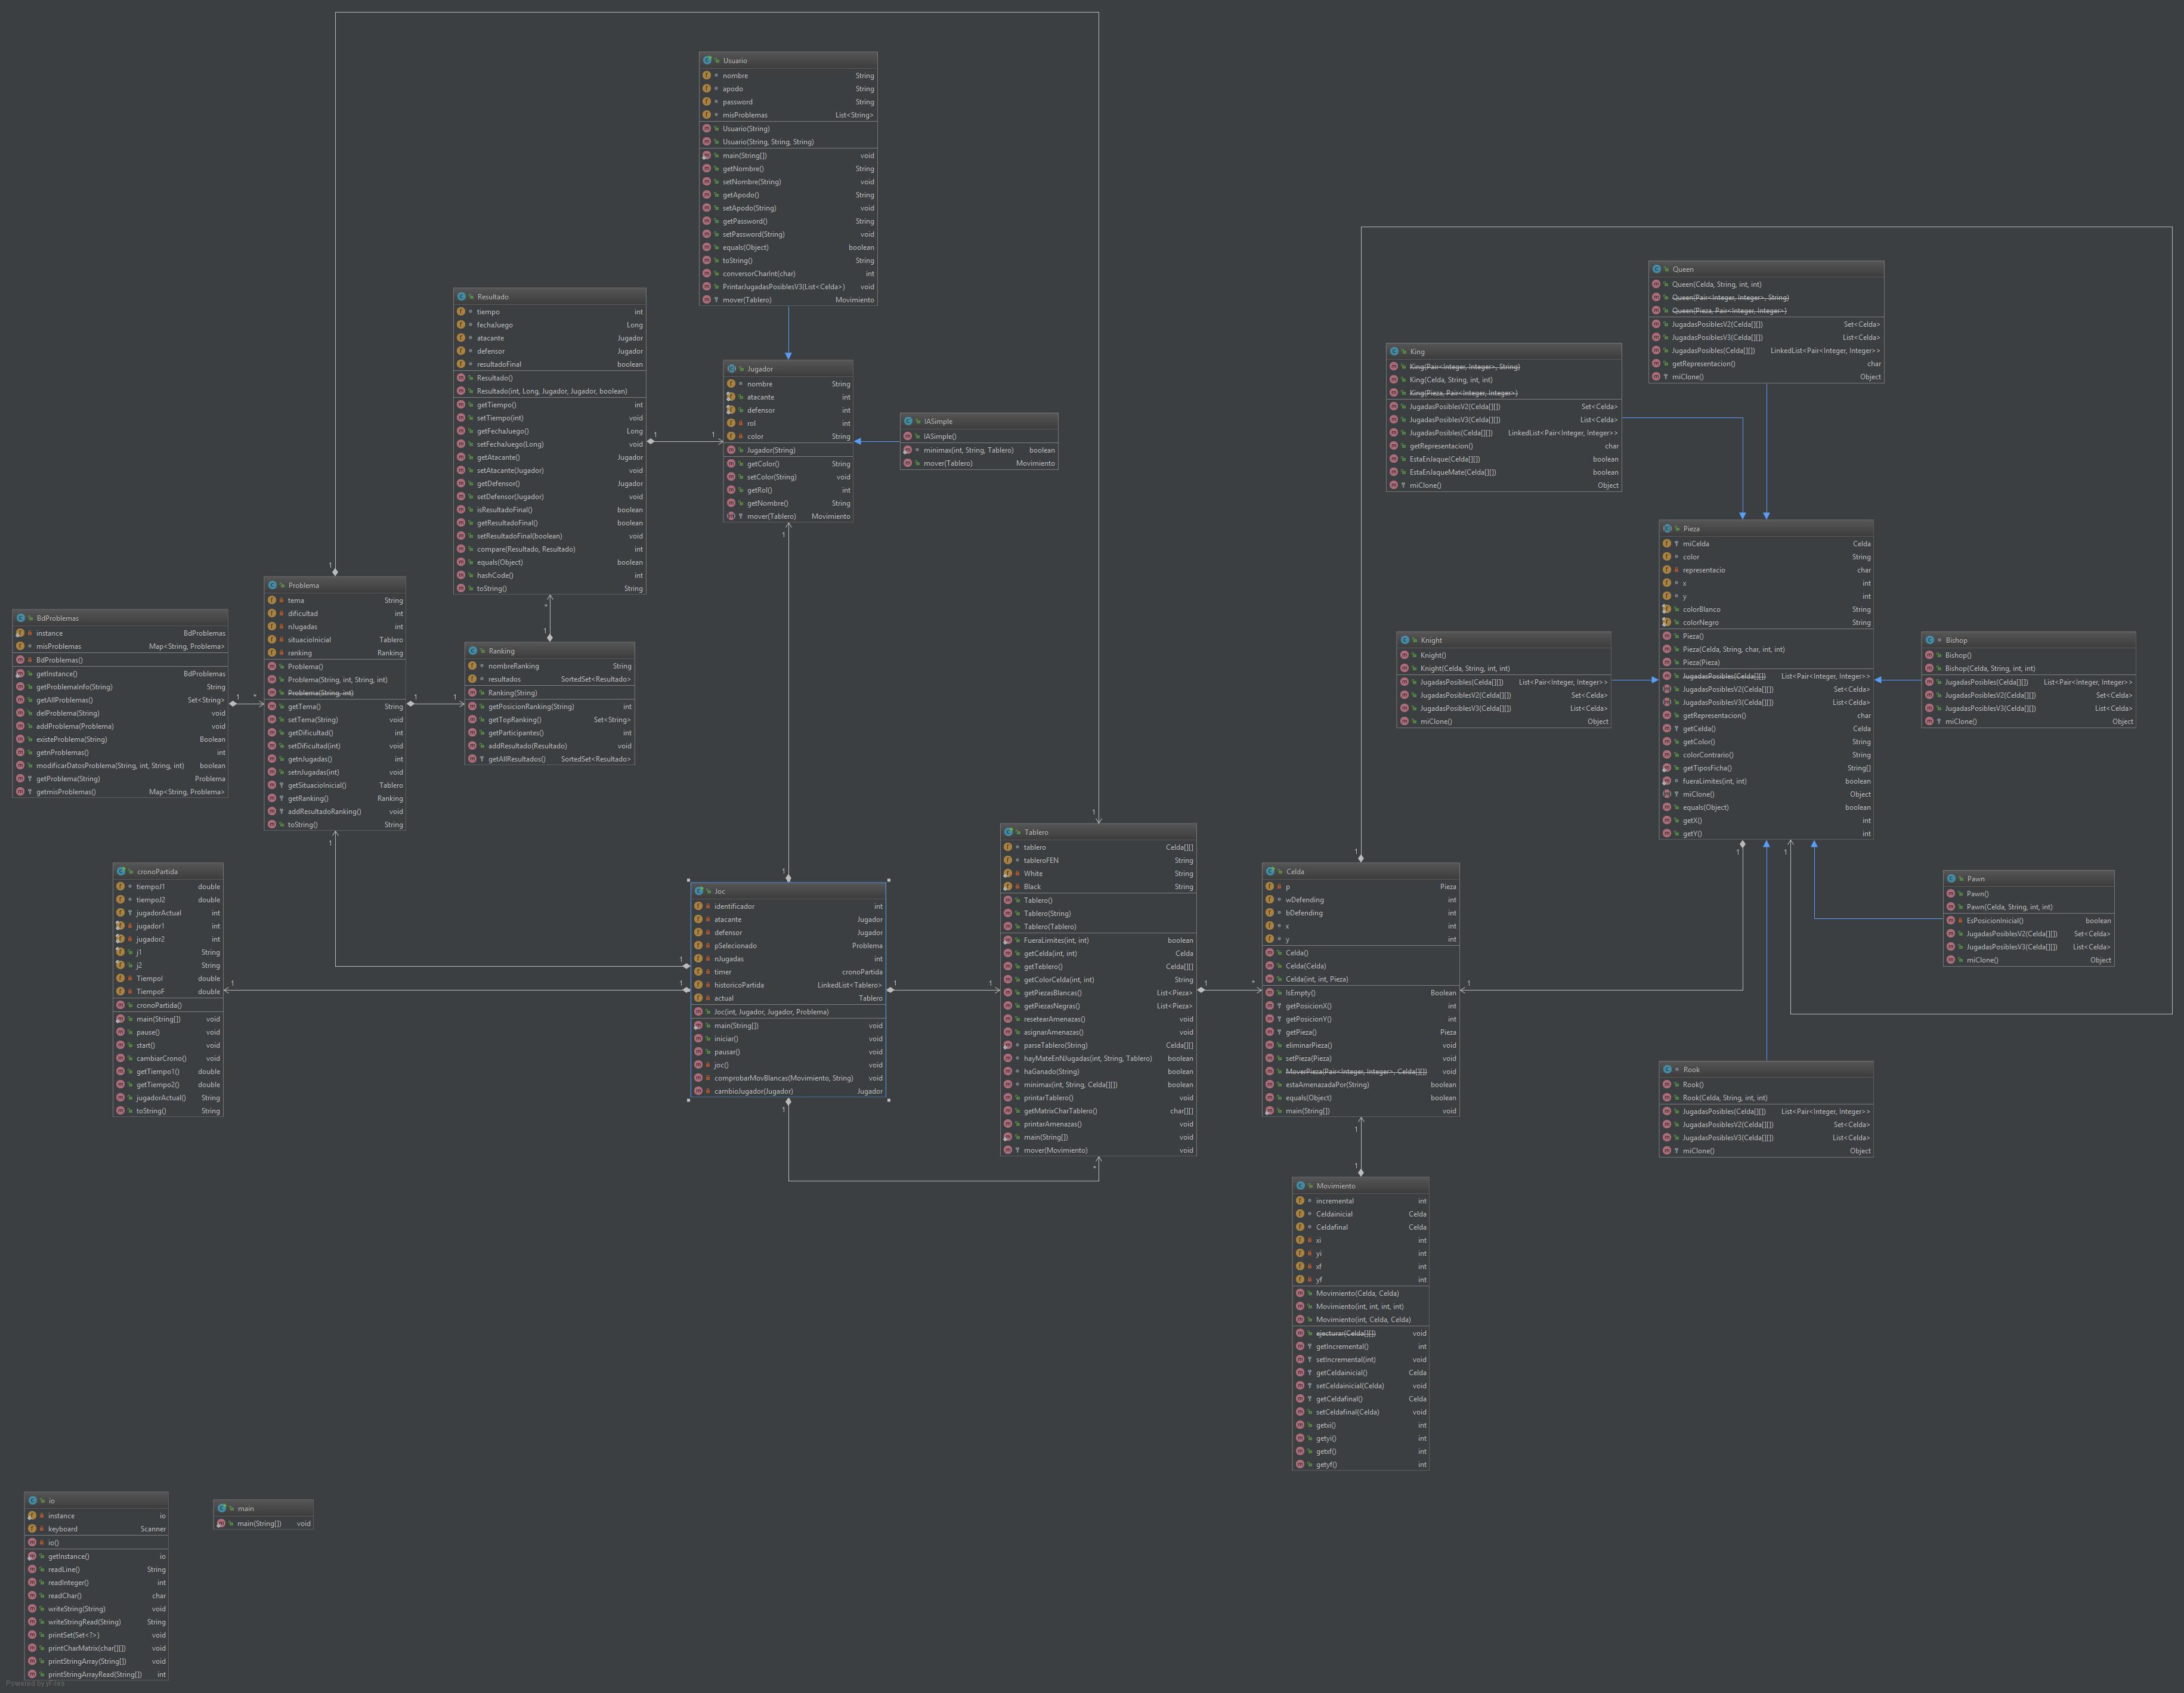 Usuario
nombre String
apodo String
password String
misProblemas List<String>
Usuario(String)
Usuario(String, String, String)
main(String[]) void
getNombre() String
setNombre(String) void
getApodo() String
setApodo(String) void
getPassword() String
setPassword(String) void
equals(Object) boolean
toString() String
conversorCharInt(char) int
PrintarJugadasPosiblesV3(List<Celda>) void
mover(Tablero) Movimiento
Resultado
tiempo int
fechaJuego Long
atacante Jugador
defensor Jugador
resultadoFinal boolean
Resultado()
Resultado(int, Long, Jugador, Jugador, boolean)
getTiempo() int
setTiempo(int) void
getFechaJuego() Long
setFechaJuego(Long) void
getAtacante() Jugador
setAtacante(Jugador) void
getDefensor() Jugador
setDefensor(Jugador) void
isResultadoFinal() boolean
getResultadoFinal() boolean
setResultadoFinal(boolean) void
compare(Resultado, Resultado) int
equals(Object) boolean
hashCode() int
toString() String
Jugador
nombre String
atacante int
defensor int
rol int
color String
Jugador(String)
getColor() String
setColor(String) void
getRol() int
getNombre() String
mover(Tablero) Movimiento
IASimple
IASimple()
minimax(int, String, Tablero) boolean
mover(Tablero) Movimiento
Queen
Queen(Celda, String, int, int)
Queen(Pair<Integer, Integer>, String)
Queen(Pieza, Pair<Integer, Integer>)
JugadasPosiblesV2(Celda[][]) Set<Celda>
JugadasPosiblesV3(Celda[][]) List<Celda>
JugadasPosibles(Celda[][]) LinkedList<Pair<Integer, Integer>>
getRepresentacion() char
miClone() Object
King
King(Pair<Integer, Integer>, String)
King(Celda, String, int, int)
King(Pieza, Pair<Integer, Integer>)
JugadasPosiblesV2(Celda[][]) Set<Celda>
JugadasPosiblesV3(Celda[][]) List<Celda>
JugadasPosibles(Celda[][]) LinkedList<Pair<Integer, Integer>>
getRepresentacion() char
EstaEnJaque(Celda[][]) boolean
EstaEnJaqueMate(Celda[][]) boolean
miClone() Object
Pieza
miCelda Celda
color String
representacio char
x int
y int
colorBlanco String
colorNegro String
Pieza()
Pieza(Celda, String, char, int, int)
Pieza(Pieza)
JugadasPosibles(Celda[][]) List<Pair<Integer, Integer>>
JugadasPosiblesV2(Celda[][]) Set<Celda>
JugadasPosiblesV3(Celda[][]) List<Celda>
getRepresentacion() char
getCelda() Celda
getColor() String
colorContrario() String
getTiposFicha() String[]
fueraLimites(int, int) boolean
miClone() Object
equals(Object) boolean
getX() int
getY() int
Knight
Knight()
Knight(Celda, String, int, int)
JugadasPosibles(Celda[][]) List<Pair<Integer, Integer>>
JugadasPosiblesV2(Celda[][]) Set<Celda>
JugadasPosiblesV3(Celda[][]) List<Celda>
miClone() Object
Bishop
Bishop()
Bishop(Celda, String, int, int)
JugadasPosibles(Celda[][]) List<Pair<Integer, Integer>>
JugadasPosiblesV2(Celda[][]) Set<Celda>
JugadasPosiblesV3(Celda[][]) List<Celda>
miClone() Object
BdProblemas
instance BdProblemas
misProblemas Map<String, Problema>
BdProblemas()
getInstance() BdProblemas
getProblemaInfo(String) String
getAllProblemas() Set<String>
delProblema(String) void
addProblema(Problema) void
existeProblema(String) Boolean
getnProblemas() int
modificarDatosProblema(String, int, String, int) boolean
getProblema(String) Problema
getmisProblemas() Map<String, Problema>
Problema
tema String
dificultad int
nJugadas int
situacioInicial Tablero
ranking Ranking
Problema()
Problema(String, int, String, int)
Problema(String, int)
getTema() String
setTema(String) void
getDificultad() int
setDificultad(int) void
getnJugadas() int
setnJugadas(int) void
getSituacioInicial() Tablero
getRanking() Ranking
addResultadoRanking() void
toString() String
Ranking
nombreRanking String
resultados SortedSet<Resultado>
Ranking(String)
getPosicionRanking(String) int
getTopRanking() Set<String>
getParticipantes() int
addResultado(Resultado) void
getAllResultados() SortedSet<Resultado>
cronoPartida
tiempoJ1 double
tiempoJ2 double
jugadorActual int
jugador1 int
jugador2 int
j1 String
j2 String
TiempoI double
TiempoF double
cronoPartida()
main(String[]) void
pause() void
start() void
cambiarCrono() void
getTiempo1() double
getTiempo2() double
jugadorActual() String
toString() String
Joc
identificador int
atacante Jugador
defensor Jugador
pSelecionado Problema
nJugadas int
timer cronoPartida
historicoPartida LinkedList<Tablero>
actual Tablero
Joc(int, Jugador, Jugador, Problema)
main(String[]) void
iniciar() void
pausar() void
joc() void
comprobarMovBlancas(Movimiento, String) void
cambioJugador(Jugador) Jugador
Tablero
tablero Celda[][]
tableroFEN String
White String
Black String
Tablero()
Tablero(String)
Tablero(Tablero)
FueraLimites(int, int) boolean
getCelda(int, int) Celda
getTeblero() Celda[][]
getColorCelda(int, int) String
getPiezasBlancas() List<Pieza>
getPiezasNegras() List<Pieza>
resetearAmenazas() void
asignarAmenazas() void
parseTablero(String) Celda[][]
hayMateEnNJugadas(int, String, Tablero) boolean
haGanado(String) boolean
minimax(int, String, Celda[][]) boolean
printarTablero() void
getMatrixCharTablero() char[][]
printarAmenazas() void
main(String[]) void
mover(Movimiento) void
Celda
p Pieza
wDefending int
bDefending int
x int
y int
Celda()
Celda(Celda)
Celda(int, int, Pieza)
IsEmpty() Boolean
getPosicionX() int
getPosicionY() int
getPieza() Pieza
eliminarPieza() void
setPieza(Pieza) void
MoverPieza(Pair<Integer, Integer>, Celda[][]) void
estaAmenazadaPor(String) boolean
equals(Object) boolean
main(String[]) void
Pawn
Pawn()
Pawn(Celda, String, int, int)
EsPosicionInicial() boolean
JugadasPosiblesV2(Celda[][]) Set<Celda>
JugadasPosiblesV3(Celda[][]) List<Celda>
miClone() Object
Rook
Rook()
Rook(Celda, String, int, int)
JugadasPosibles(Celda[][]) List<Pair<Integer, Integer>>
JugadasPosiblesV2(Celda[][]) Set<Celda>
JugadasPosiblesV3(Celda[][]) List<Celda>
miClone() Object
Movimiento
incremental int
Celdainicial Celda
Celdafinal Celda
xi int
yi int
xf int
yf int
Movimiento(Celda, Celda)
Movimiento(int, int, int, int)
Movimiento(int, Celda, Celda)
ejecturar(Celda[][]) void
getIncremental() int
setIncremental(int) void
getCeldainicial() Celda
setCeldainicial(Celda) void
getCeldafinal() Celda
setCeldafinal(Celda) void
getxi() int
getyi() int
getxf() int
getyf() int
io
instance io
keyboard Scanner
io()
getInstance() io
readLine() String
readInteger() int
readChar() char
writeString(String) void
writeStringRead(String) String
printSet(Set<?>) void
printCharMatrix(char[][]) void
printStringArray(String[]) void
printStringArrayRead(String[]) int
main
main(String[]) void
Powered by yFiles